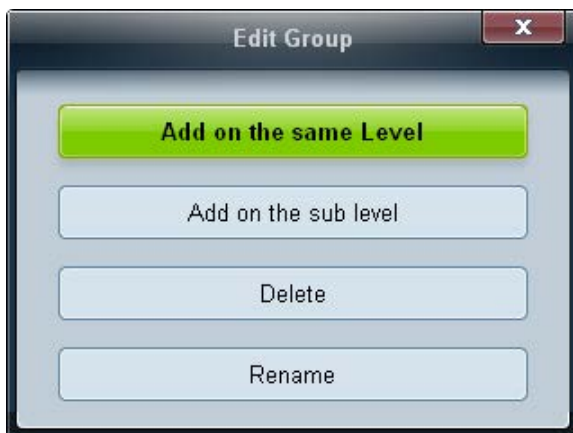 Edit Group
X
Add on the same Level
Add on the sub level
Delete
Rename